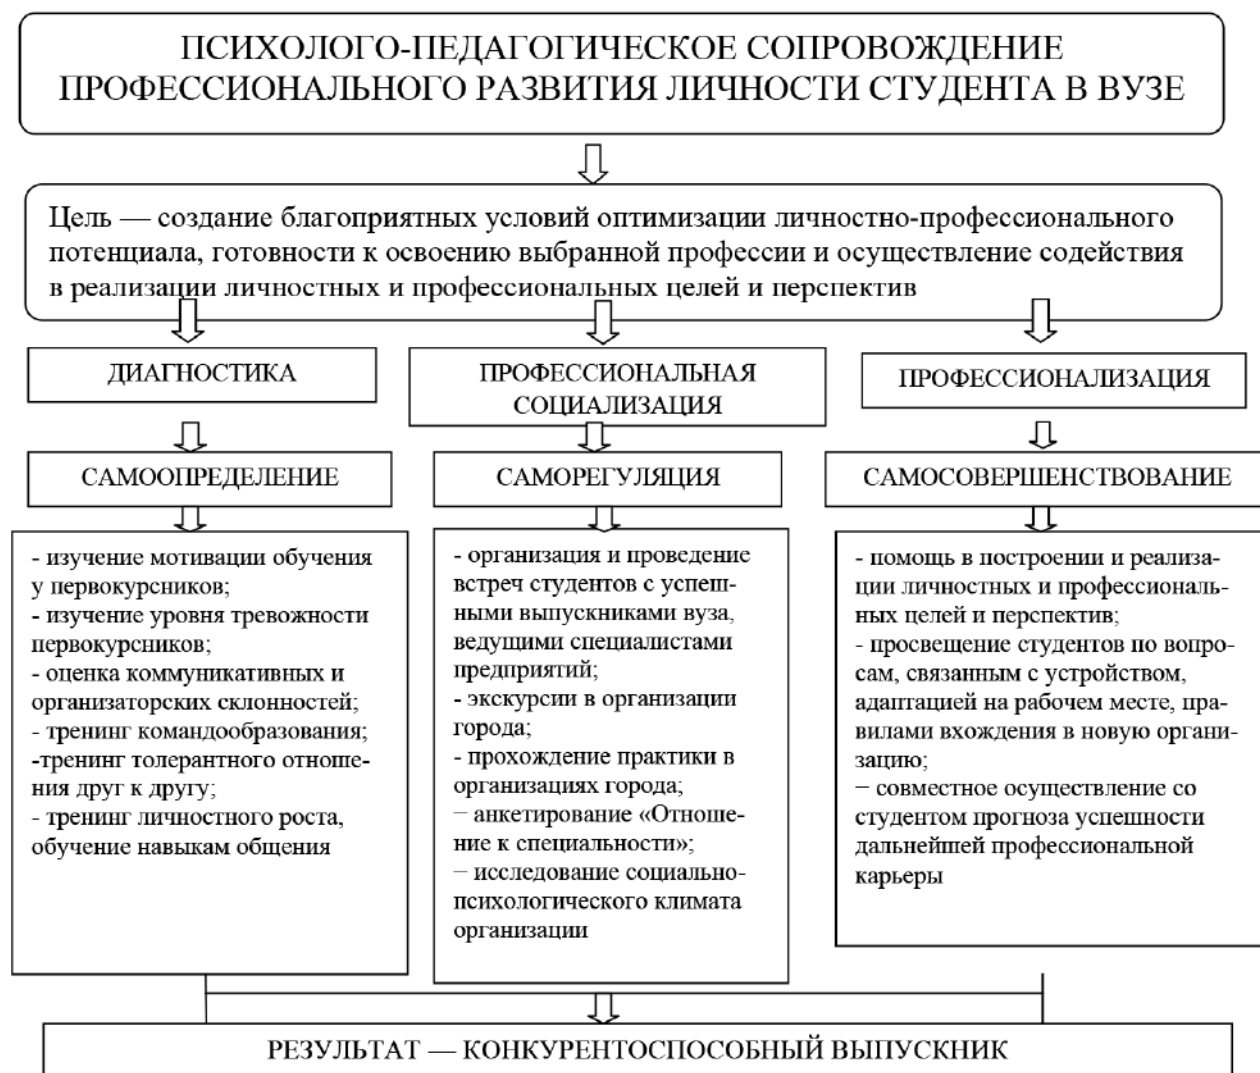 ПСИХОЛОГО-ПЕДАГОГИЧЕСКОЕ СОПРОВОЖДЕНИЕ
ПРОФЕССИОНАЛЬНОГО РАЗВИТИЯ ЛИЧНОСТИ СТУДЕНТА В ВУЗЕ
Цель — создание благоприятных условий оптимизации личностно-профессионального
потенциала, готовности к освоению выбранной профессии и осуществление содействия
в реализации личностных и профессиональных целей и перспектив
ДИАГНОСТИКА
САМООПРЕДЕЛЕНИЕ
- изучение мотивации обучения
у первокурсников;
- изучение уровня тревожности
первокурсников;
- оценка коммуникативных и
организаторских склонностей;
- тренинг командообразования;
-тренинг толерантного отноше-
ния друг к другу;
- тренинг личностного роста,
обучение навыкам общения
ПРОФЕССИОНАЛЬНАЯ
СОЦИАЛИЗАЦИЯ
САМОРЕГУЛЯЦИЯ
- организация и проведение
встреч студентов с успеш-
ными выпускниками вуза,
ведущими специалистами
предприятий;
- экскурсии в организации
города;
- прохождение практики в
организациях города;
− анкетирование «Отноше-
ние к специальности»;
− исследование социально-
психологического климата
организации
ПРОФЕССИОНАЛИЗАЦИЯ
САМОСОВЕРШЕНСТВОВАНИЕ
- помощь в построении и реализа-
ции личностных и профессиональ-
ных целей и перспектив;
- просвещение студентов по вопро-
сам, связанным с устройством,
адаптацией на рабочем месте, пра-
вилами вхождения в новую органи-
зацию;
− совместное осуществление со
студентом прогноза успешности
дальнейшей профессиональной
карьеры
РЕЗУЛЬТАТ — КОНКУРЕНТОСПОСОБНЫЙ ВЫПУСКНИК